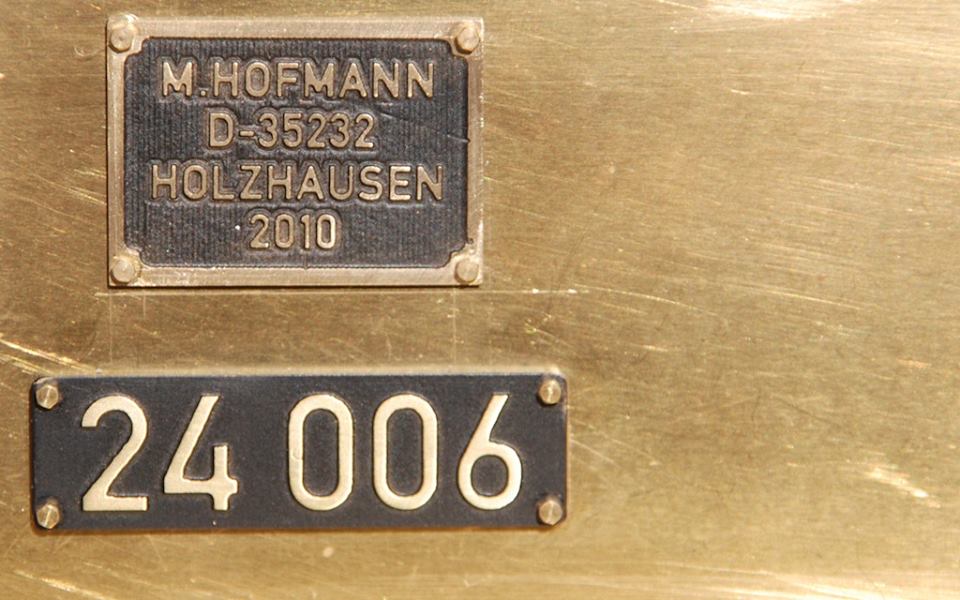 M.HOFMANN
D-35232
HOLZHAUSEN
2010
24 006